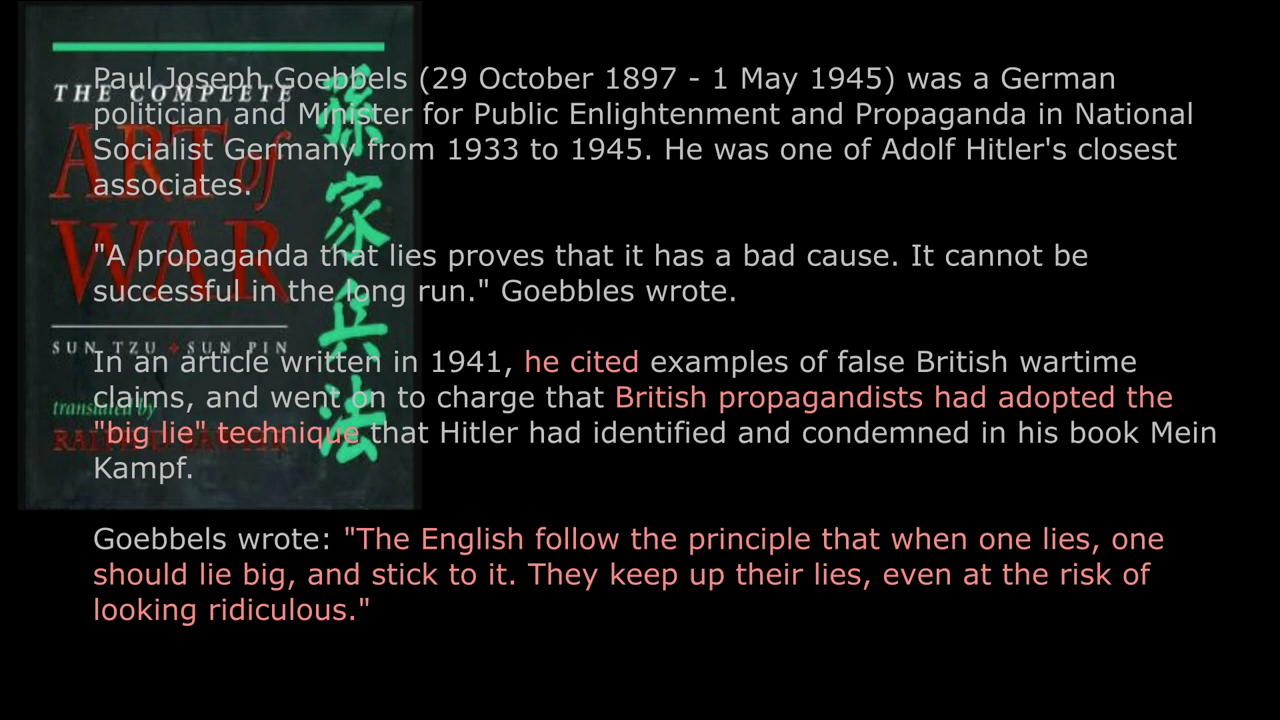 THE COMPLETE
ART of
WAR
SUN TZU SUN PIN
translated by
孫家兵法
Paul Joseph Goebbels (29 October 1897 - 1 May 1945) was a German
politician and Minister for Public Enlightenment and Propaganda in National
Socialist Germany from 1933 to 1945. He was one of Adolf Hitler's closest
associates.
"A propaganda that lies proves that it has a bad cause. It cannot be
successful in the long run." Goebbles wrote.
In an article written in 1941, he cited examples of false British wartime
claims, and went on to charge that British propagandists had adopted the
"big lie" technique that Hitler had identified and condemned in his book Mein
Kampf.
Goebbels wrote: "The English follow the principle that when one lies, one
should lie big, and stick to it. They keep up their lies, even at the risk of
looking ridiculous."